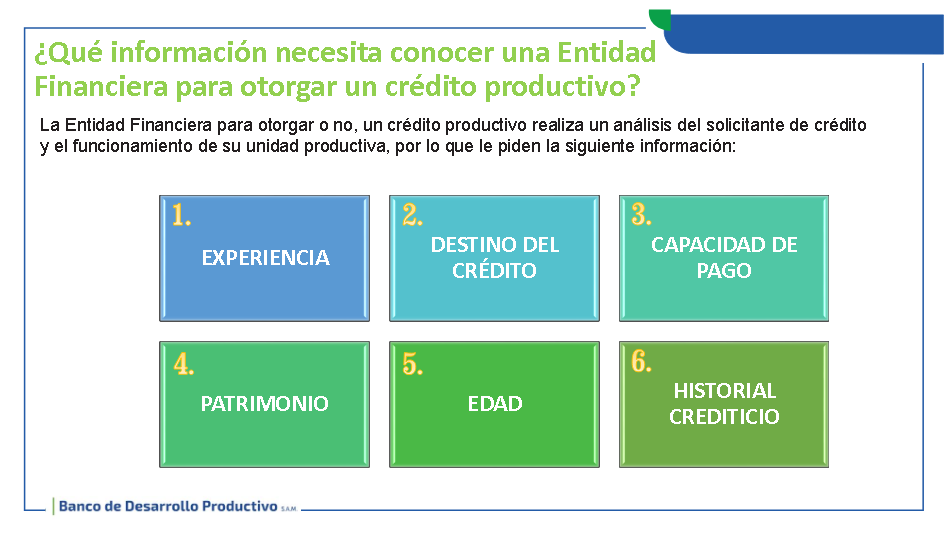 ¿Qué información necesita conocer una Entidad
Financiera para otorgar un crédito productivo?
La Entidad Financiera para otorgar o no, un crédito productivo realiza un análisis del solicitante de crédito
y el funcionamiento de su unidad productiva, por lo que le piden la siguiente información:
1.
EXPERIENCIA
2.
DESTINO DEL
CRÉDITO
3.
CAPACIDAD DE
PAGO
4.
PATRIMONIO
5.
EDAD
6.
HISTORIAL
CREDITICIO
Banco de Desarrollo Productivo S.A.M.